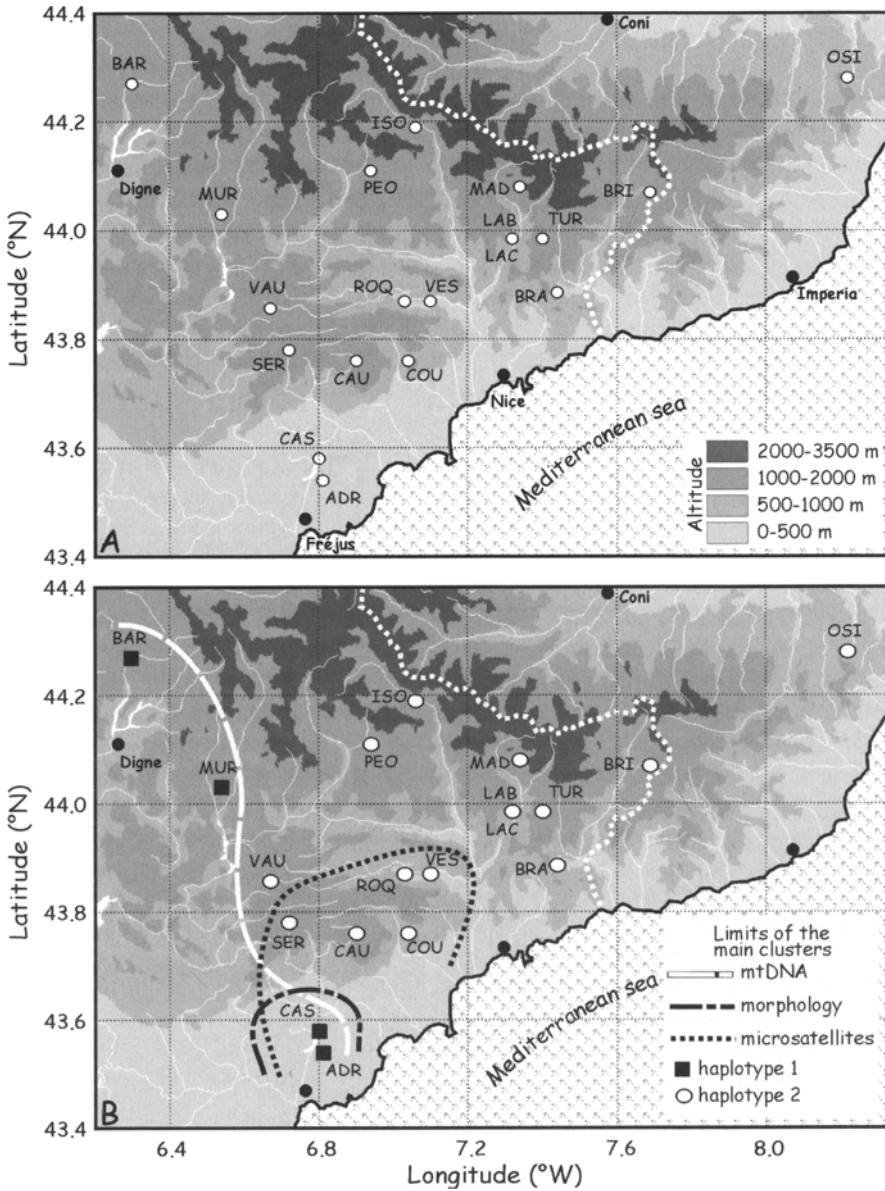 44.4
Coni
BAR
OSI
44.2
ISO
Digne
MUR
PEO
MAD
BRI
LAB
TUR
44.0
LAC
VAU
ROQ
VES
BRA
Imperia
43.8
SER
CAU
COU
Nice
Mediterranean sea
CAS
43.6
ADR
Altitude
2000-3500 m
1000-2000 m
500-1000 m
0-500 m
A
Fréjus
43.4
Latitude (°N)
44.4
Coni
BAR
OSI
44.2
ISO
Digne
MUR
PEO
MAD
BRI
LAB
TUR
44.0
LAC
VAU
ROQ
VES
BRA
43.8
SER
CAU
COU
Mediterranean sea
Limits of the
main clusters
mtDNA
morphology
microsatellites
haplotype 1
haplotype 2
CAS
43.6
ADR
B
43.4
Latitude (°N)
6.4
6.8
7.2
7.6
8.0
Longitude (°W)